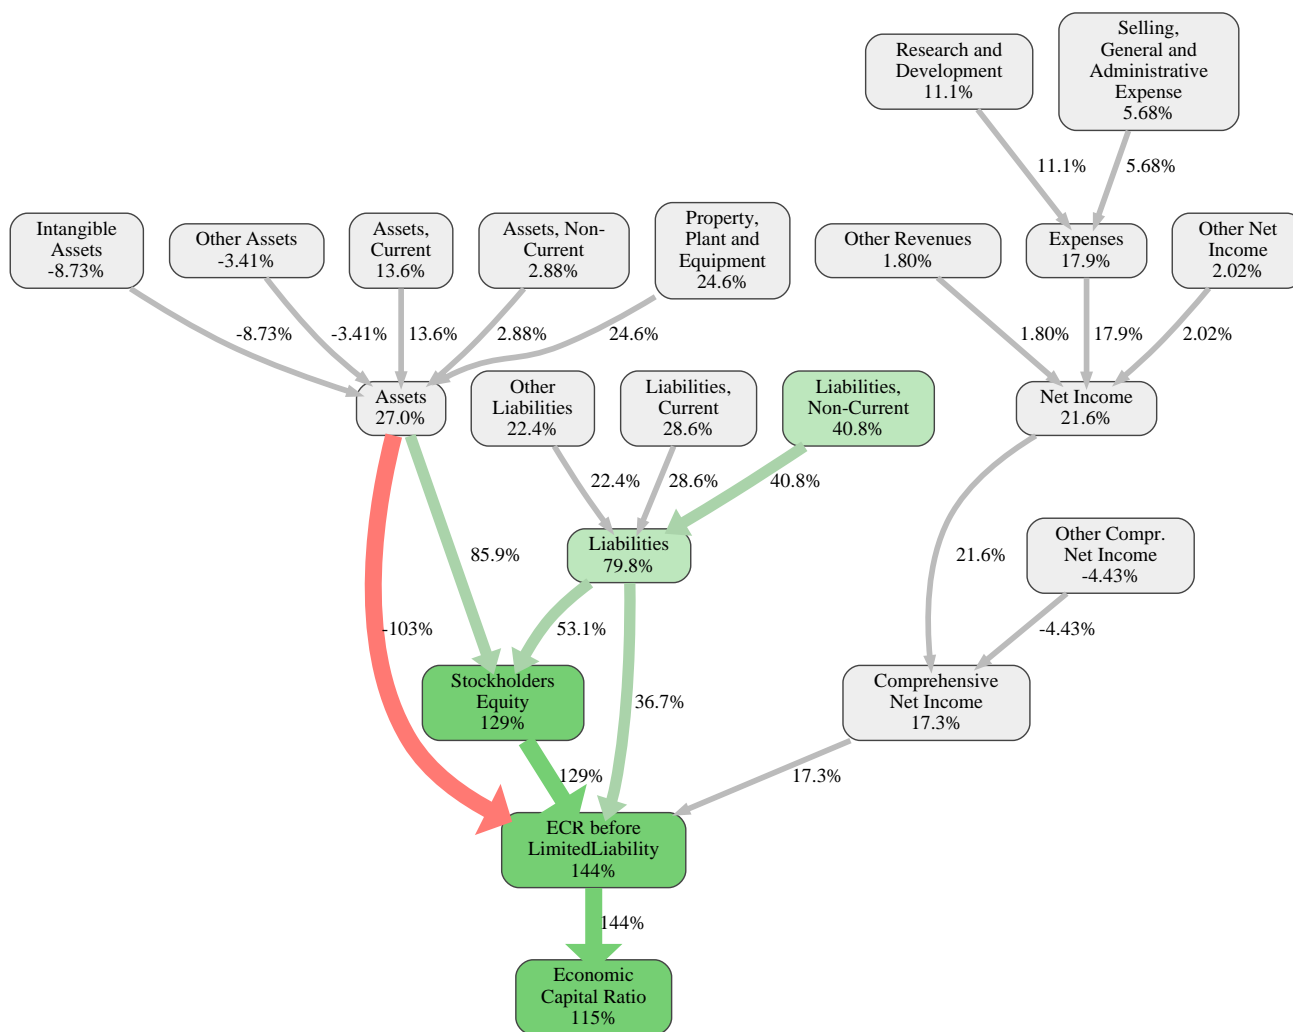 Selling,
General and
Administrative
Expense
5.68%
Research and
Development
11.1%
11.1%
5.68%
Intangible
Assets
-8.73%
Other Assets
-3.41%
Assets,
Current
13.6%
Assets, Non-
Current
2.88%
Property,
Plant and
Equipment
24.6%
Other Revenues
1.80%
Expenses
17.9%
Other Net
Income
2.02%
-8.73%
-3.41%
13.6%
2.88%
24.6%
1.80%
17.9%
2.02%
Assets
27.0%
Other
Liabilities
22.4%
Liabilities,
Current
28.6%
Liabilities,
Non-Current
40.8%
Net Income
21.6%
22.4%
28.6%
40.8%
Liabilities
79.8%
Other Compr.
Net Income
-4.43%
85.9%
21.6%
-103%
53.1%
-4.43%
Stockholders
Equity
129%
36.7%
Comprehensive
Net Income
17.3%
129%
17.3%
ECR before
LimitedLiability
144%
144%
Economic
Capital Ratio
115%